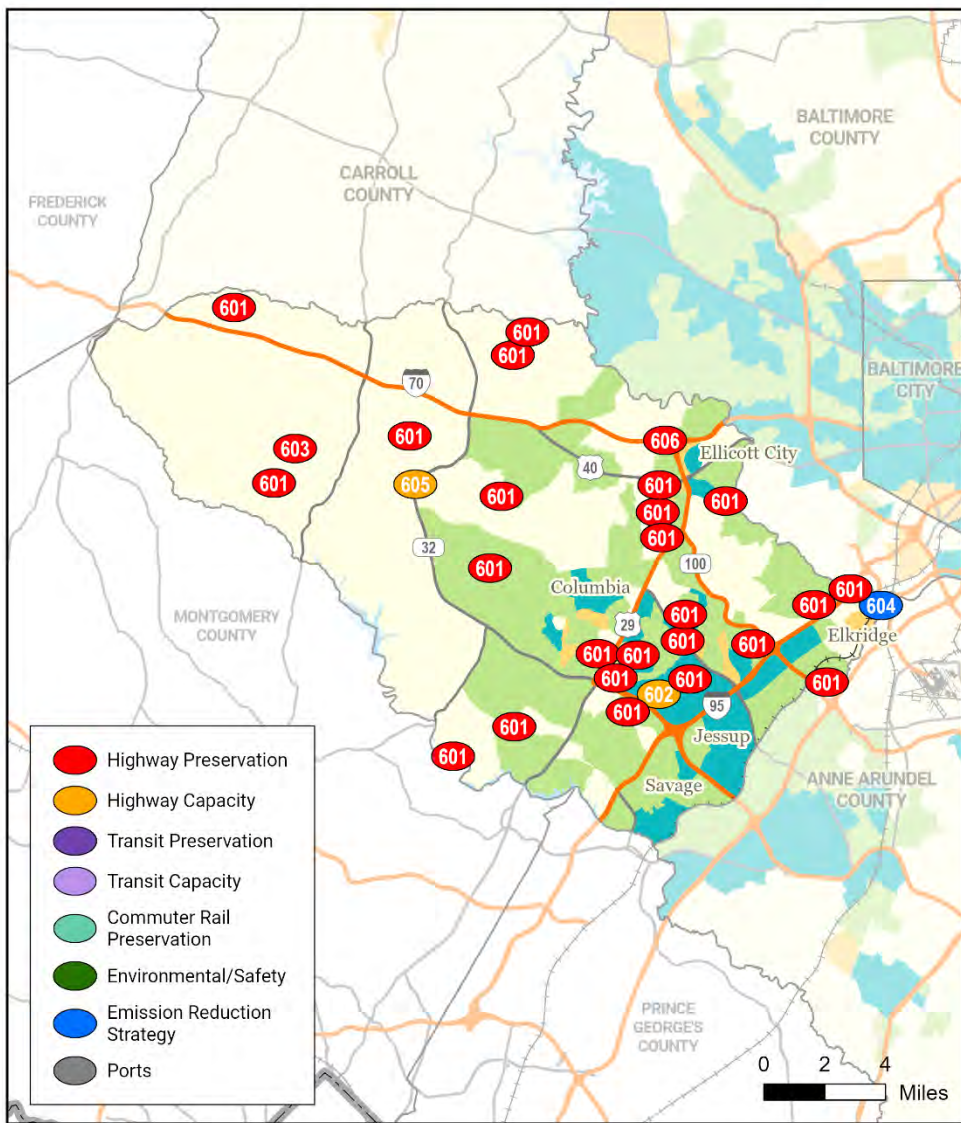 BALTIMORE
COUNTY
CARROLL
COUNTY
FREDERICK
COUNTY
601
601
601
70
BALTIMORE
CITY
601
606
Ellicott City
603
40
601
605
601
601
601
601
32
601
601
100
Columbia
601
601
604
601
601
MONTGOMERY
COUNTY
29
Elkridge
601
601
601
601
601
601
601
602
95
601
601
Jessup
601
Savage
ANNE ARUNDEL
COUNTY
Highway Preservation
Highway Capacity
Transit Preservation
Transit Capacity
Commuter Rail
Preservation
Environmental/Safety
Emission Reduction
Strategy
Ports
PRINCE
GEORGE'S
COUNTY
0 2 4
Miles